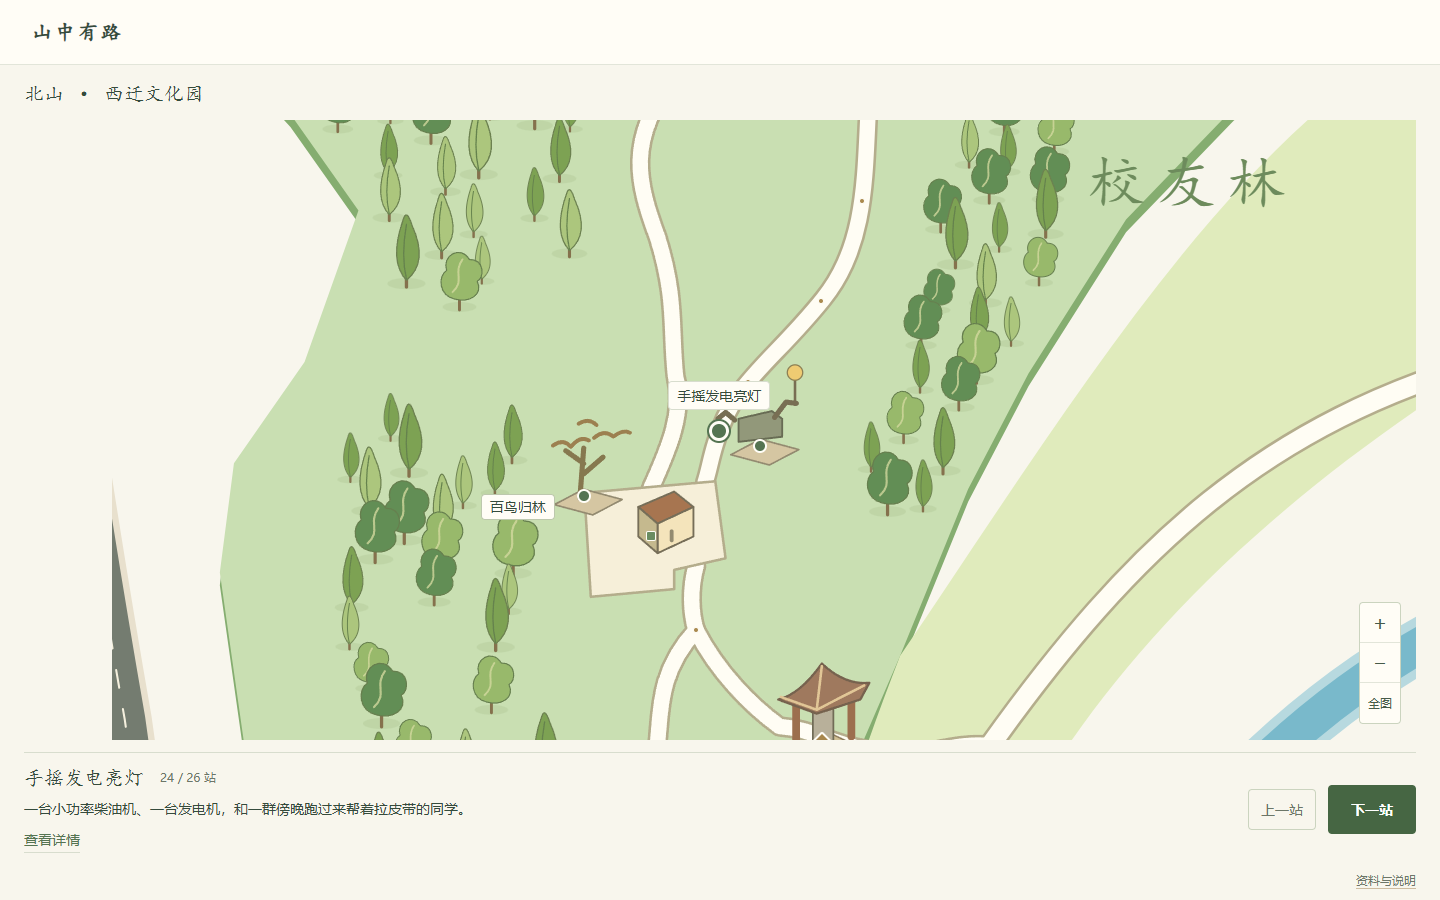 山中有路
北山 • 西迁文化园
校友林
手摇发电亮灯
百鸟归林
+
−
全图
手摇发电亮灯 24 / 26 站
一台小功率柴油机、一台发电机，和一群傍晚跑过来帮着拉皮带的同学。
查看详情
上一站
下一站
资料与说明